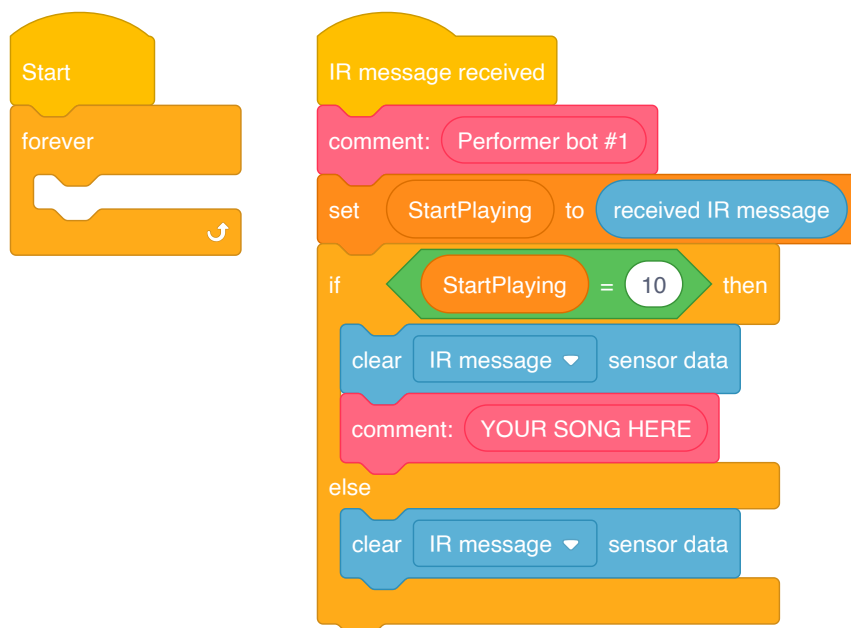 Start
forever
IR message received
comment: Performer bot #1
set StartPlaying to received IR message
if StartPlaying = 10 then
clear IR message sensor data
comment: YOUR SONG HERE
else
clear IR message sensor data